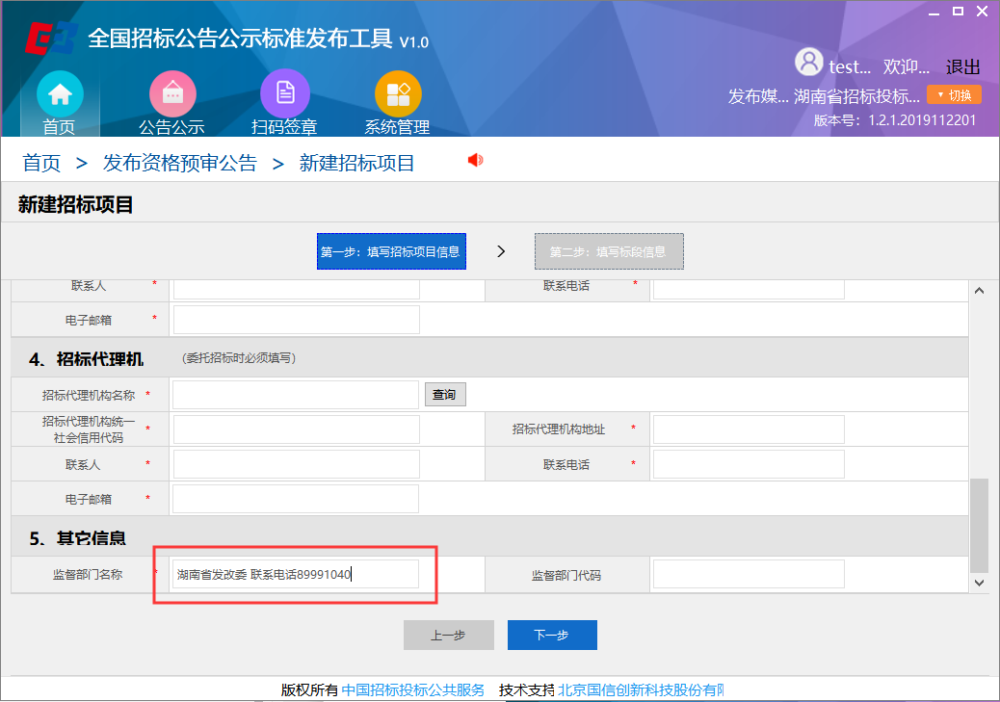 全国招标公告公示标准发布工具 V1.0
test... 欢迎... 退出
发布媒... 湖南省招标投标... 切换
版本号：1.2.1.2019112201
首页 公告公示 扫码签章 系统管理
首页 > 发布资格预审公告 > 新建招标项目
新建招标项目
第一步：填写招标项目信息 > 第二步：填写标段信息
联系人 * 联系电话 *
电子邮箱 *
4、招标代理机 （委托招标时必须填写）
招标代理机构名称 * 查询
招标代理机构统一
社会信用代码 * 招标代理机构地址 *
联系人 * 联系电话 *
电子邮箱 *
5、其它信息
监督部门名称 * 湖南省发改委 联系电话89991040 监督部门代码
上一步 下一步
版权所有 中国招标投标公共服务 技术支持 北京国信创新科技股份有限